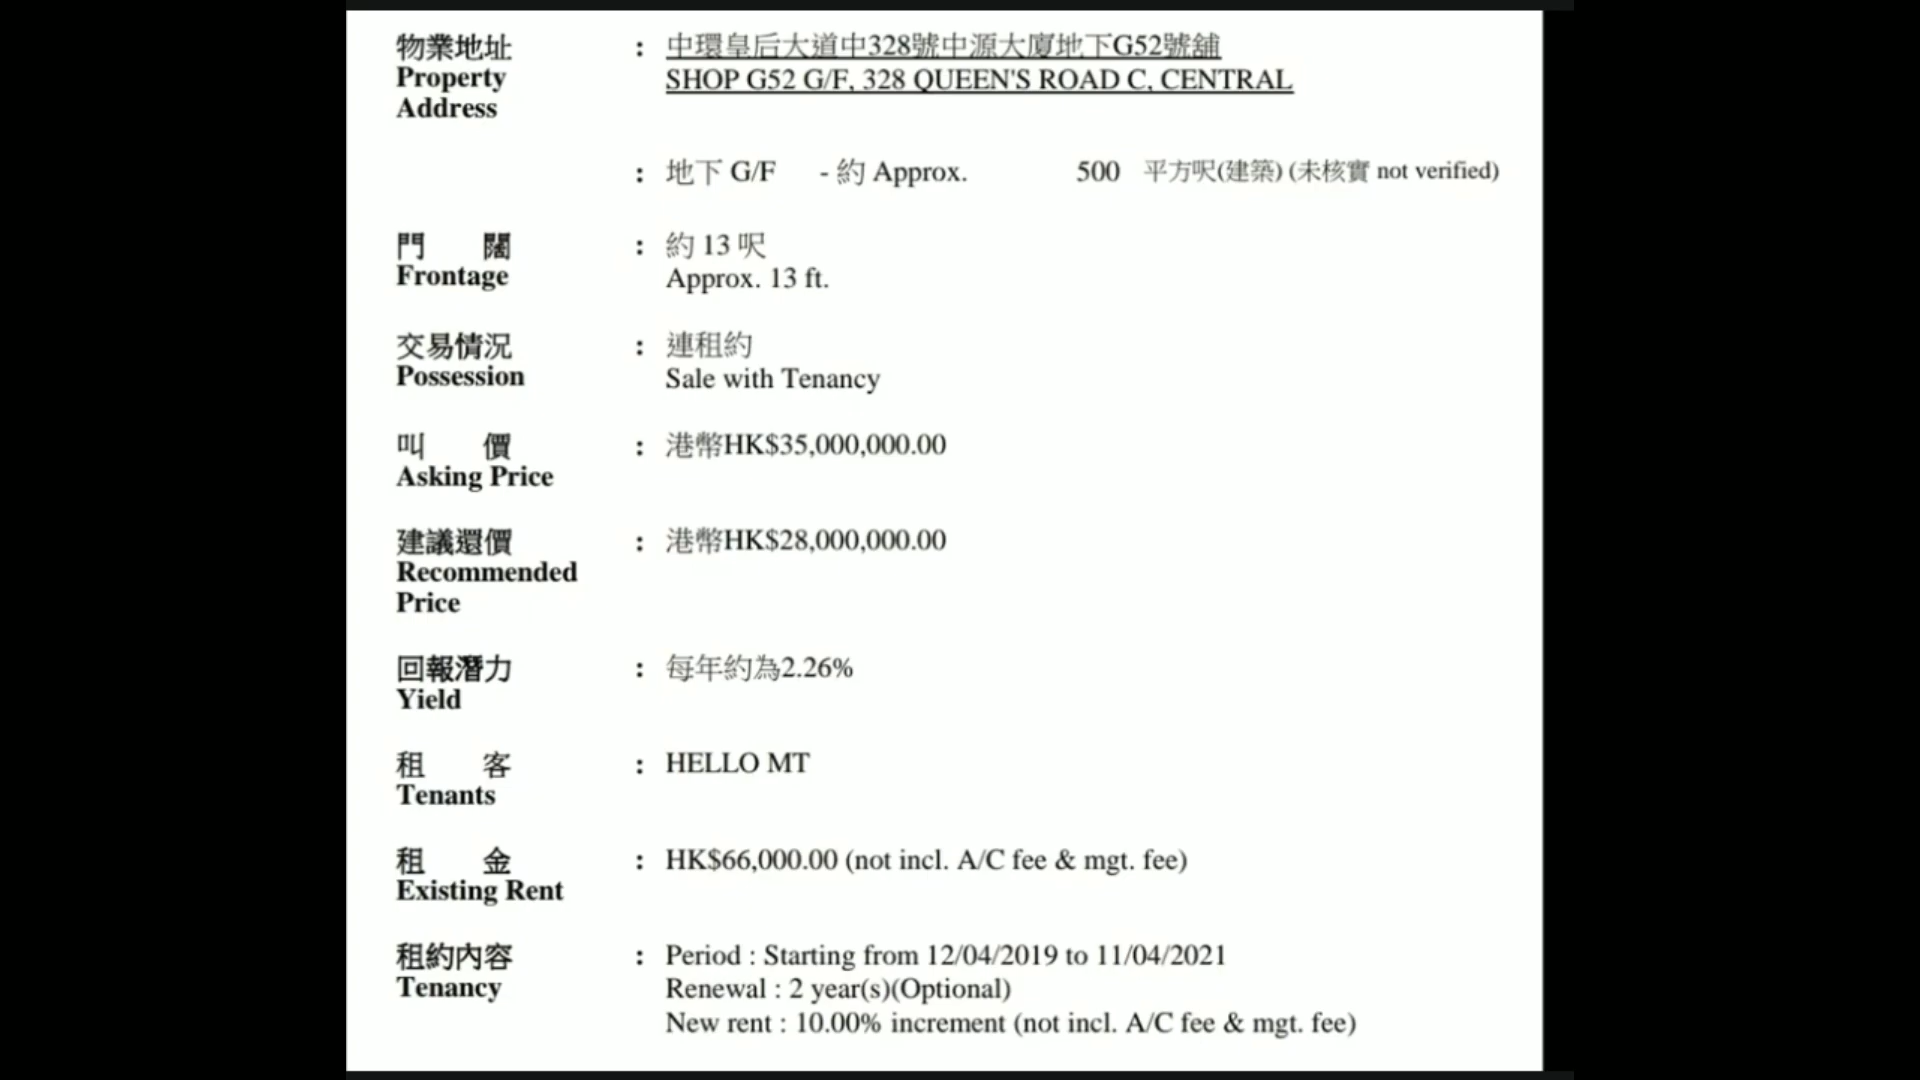 物業地址 : 中環皇后大道中328號中源大廈地下G52號舖
Property SHOP G52 G/F, 328 QUEEN'S ROAD C, CENTRAL
Address
: 地下 G/F - 約 Approx. 500 平方呎(建築) (未核實 not verified)
門 闊 : 約 13 呎
Frontage Approx. 13 ft.
交易情況 : 連租約
Possession Sale with Tenancy
叫 價 : 港幣HK$35,000,000.00
Asking Price
建議還價 : 港幣HK$28,000,000.00
Recommended
Price
回報潛力 : 每年約為2.26%
Yield
租 客 : HELLO MT
Tenants
租 金 : HK$66,000.00 (not incl. A/C fee & mgt. fee)
Existing Rent
租約內容 : Period : Starting from 12/04/2019 to 11/04/2021
Tenancy Renewal : 2 year(s)(Optional)
New rent : 10.00% increment (not incl. A/C fee & mgt. fee)